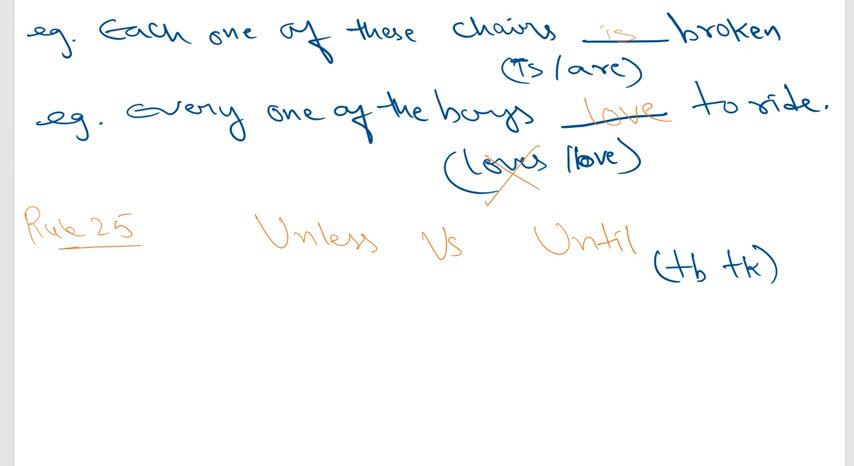 eg. Each one of these chairs is broken
(Is/are)
eg. Every one of the boys love to ride.
(loves/love)
Rule 25 Unless Vs Until
(tb tk)